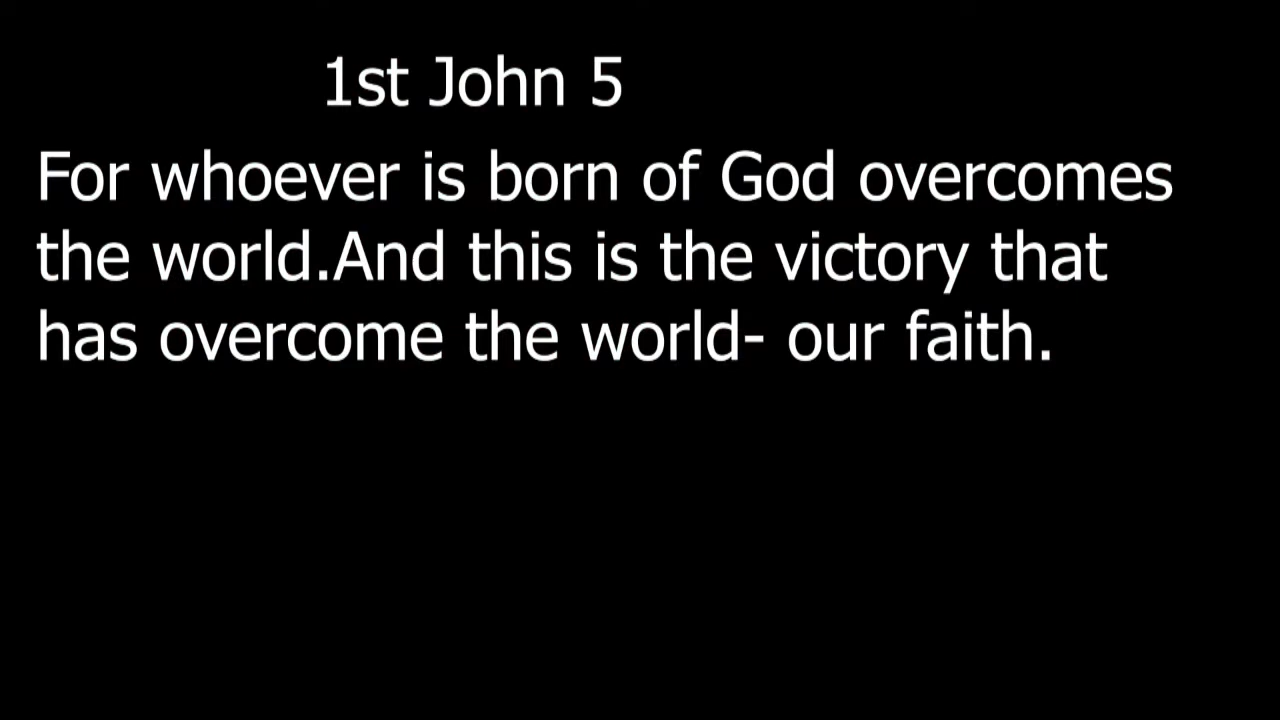 1st John 5
For whoever is born of God overcomes
the world.And this is the victory that
has overcome the world- our faith.